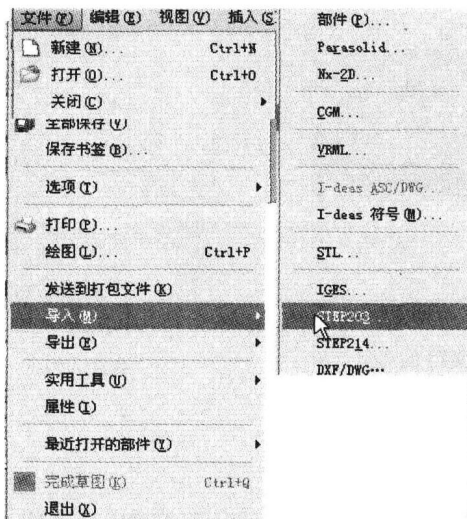 文件(F) 编辑(E) 视图(V) 插入(S
新建(N)... Ctrl+N
打开(O)... Ctrl+O
关闭(C)
全部保存(V)
保存书签(B)...
选项(T)
打印(P)...
绘图(L)... Ctrl+P
发送到打包文件(K)
导入(M)
导出(E)
实用工具(U)
属性(I)
最近打开的部件(Y)
完成草图(K) Ctrl+Q
退出(X)
部件(P)...
Parasolid...
Nx-2D...
CGM...
VRML...
I-deas ASC/DWG...
I-deas 符号(M)...
STL...
IGES...
STEP203...
STEP214...
DXF/DWG...